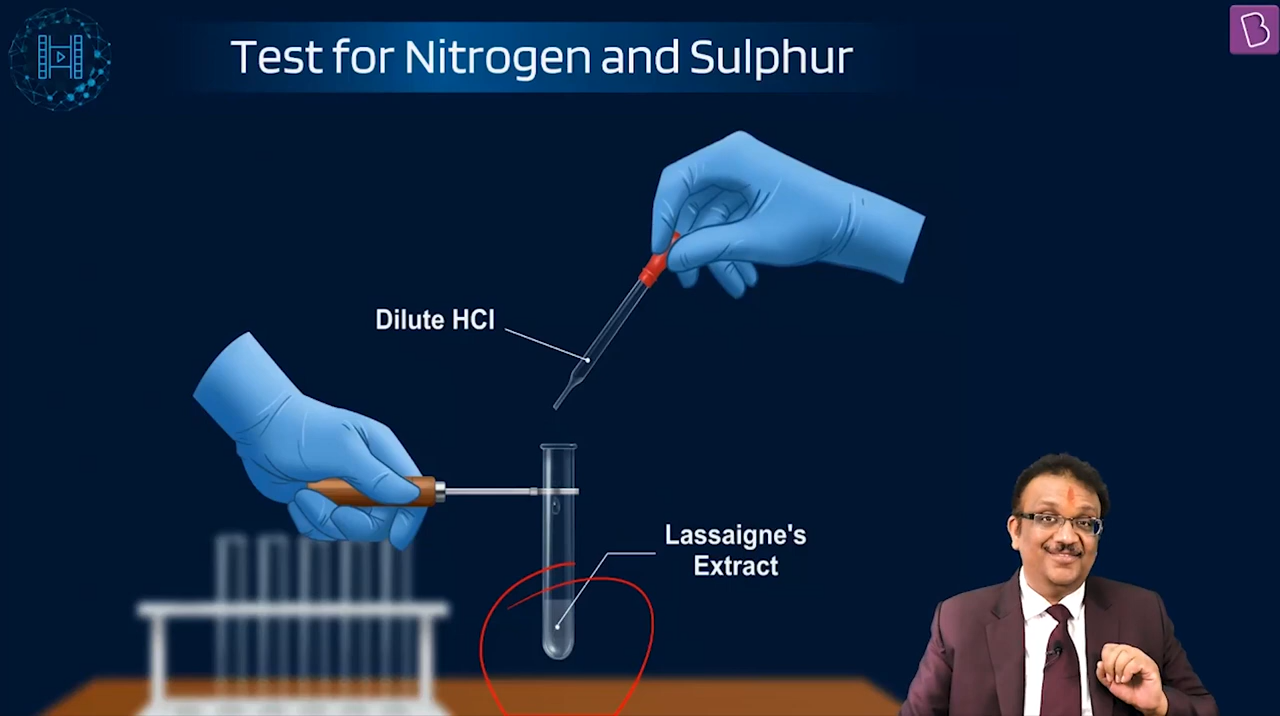 Test for Nitrogen and Sulphur
Dilute HCl
Lassaigne's
Extract